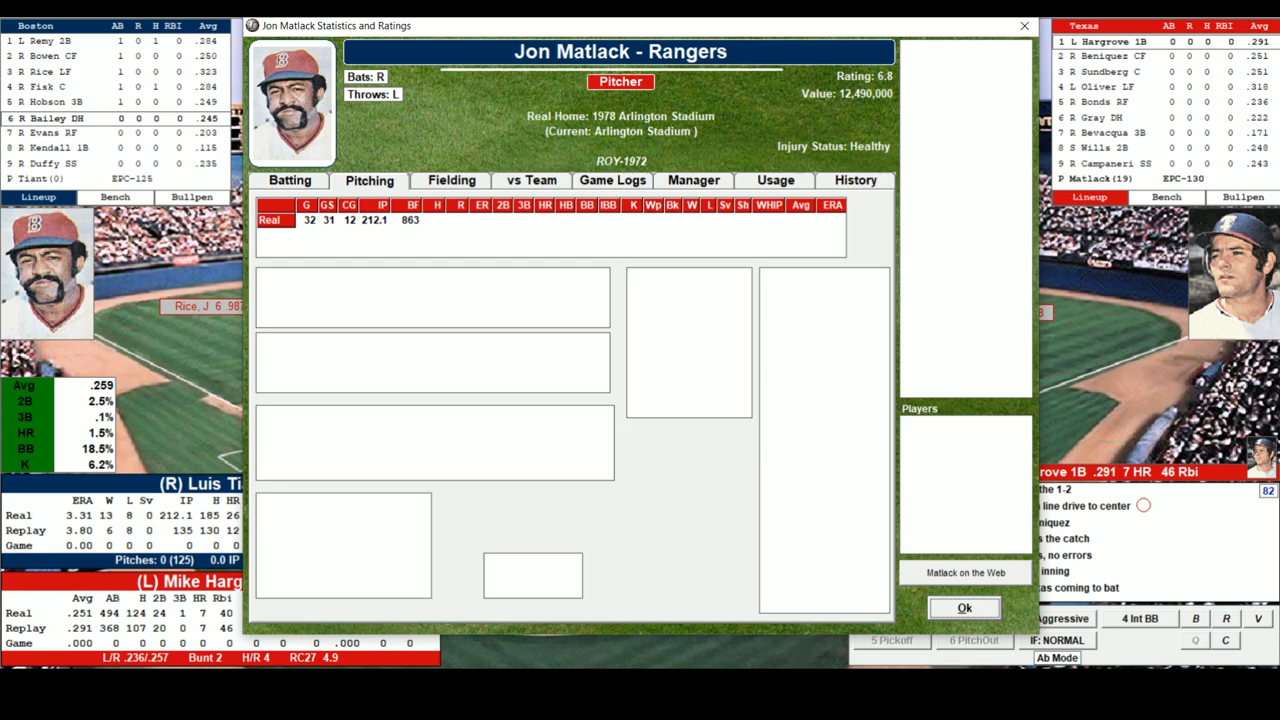 Jon Matlack Statistics and Ratings
Boston AB R H RBI Avg
1 L Remy 2B 1 0 1 0 .284
2 R Bowen CF 1 0 0 0 .250
3 R Rice LF 1 0 0 0 .323
4 R Fisk C 1 0 1 0 .284
5 R Hobson 3B 1 0 0 0 .249
6 R Bailey DH 0 0 0 0 .245
7 R Evans RF 0 0 0 0 .203
8 R Kendall 1B 0 0 0 0 .115
9 R Duffy SS 0 0 0 0 .235
P Tiant(0) EPC-125
Lineup Bench Bullpen
Rice, J 6 .987
Avg .259
2B 2.5%
3B .1%
HR 1.5%
BB 18.5%
K 6.2%
(R) Luis Ti
ERA W L Sv IP H HR
Real 3.31 13 8 0 212.1 185 26
Replay 3.80 6 8 0 135 130 12
Game 0.00 0 0 0 0 0 0
Pitches: 0 (125) 0.0 IP
(L) Mike Harg
Avg AB H 2B 3B HR Rbi
Real .251 494 124 24 1 7 40
Replay .291 368 107 20 0 7 46
Game .000 0 0 0 0 0 0 0 0 0 0 .000 0 0
L/R .236/.257 Bunt 2 H/R 4 RC27 4.9
Jon Matlack - Rangers
Bats: R
Throws: L
Pitcher
Rating: 6.8
Value: 12,490,000
Real Home: 1978 Arlington Stadium
(Current: Arlington Stadium )
Injury Status: Healthy
ROY-1972
Batting Pitching Fielding vs Team Game Logs Manager Usage History
G GS CG IP BF H R ER 2B 3B HR HB BB IBB K Wp Bk W L Sv Sh WHIP Avg ERA
Real 32 31 12 212.1 863
Players
Matlack on the Web
Ok
Texas AB R H RBI Avg
1 L Hargrove 1B 0 0 0 0 .291
2 R Beniquez CF 0 0 0 0 .251
3 R Sundberg C 0 0 0 0 .251
4 L Oliver LF 0 0 0 0 .318
5 R Bonds RF 0 0 0 0 .236
6 R Gray DH 0 0 0 0 .222
7 R Bevacqua 3B 0 0 0 0 .171
8 S Wills 2B 0 0 0 0 .248
9 R Campaneri SS 0 0 0 0 .243
P Matlack(19) EPC-130
Lineup Bench Bullpen
rove 1B .291 7 HR 46 Rbi
the 1-2
82
line drive to center
niquez
s the catch
s, no errors
inning
as coming to bat
Aggressive 4 Int BB B R V
5 Pickoff 6 PitchOut IF: NORMAL Q C
Ab Mode